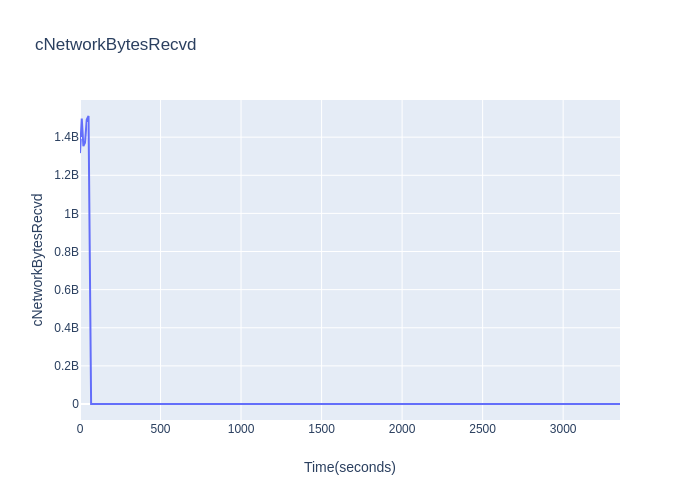 cNetworkBytesRecvd
1.4B
1.2B
1B
0.8B
0.6B
0.4B
0.2B
0
cNetworkBytesRecvd
0 500 1000 1500 2000 2500 3000
Time(seconds)